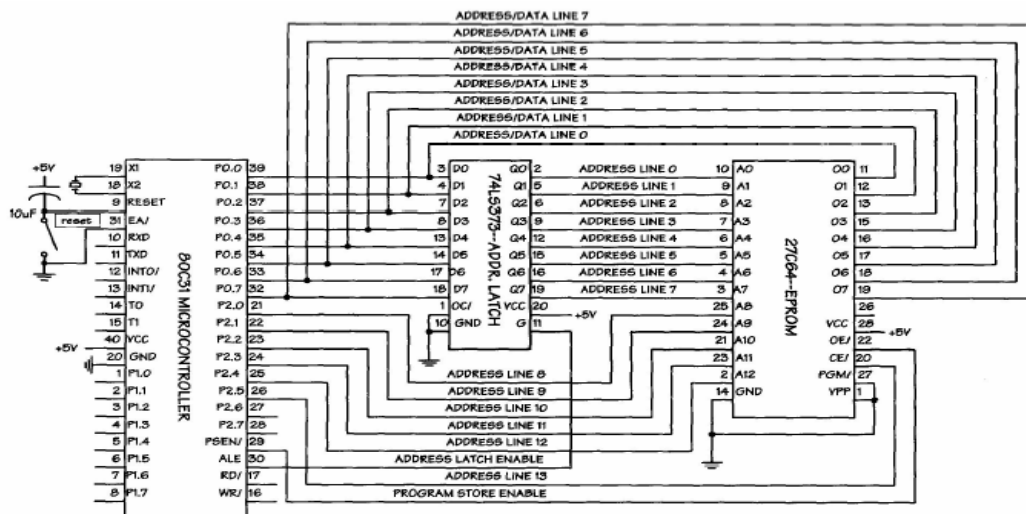 ADDRESS/DATA LINE 7
ADDRESS/DATA LINE 6
ADDRESS/DATA LINE 5
ADDRESS/DATA LINE 4
ADDRESS/DATA LINE 3
ADDRESS/DATA LINE 2
ADDRESS/DATA LINE 1
ADDRESS/DATA LINE 0
+5V
10uF
reset
+5V
19 X1
18 X2
9 RESET
31 EA/
10 RXD
11 TXD
12 INTO/
13 INTI/
14 TO
15 T1
40 VCC
20 GND
1 P1.0
2 P1.1
3 P1.2
4 P1.3
5 P1.4
6 P1.5
7 P1.6
8 P1.7
80C31 MICROCONTROLLER
P0.0 39
P0.1 38
P0.2 37
P0.3 36
P0.4 35
P0.5 34
P0.6 33
P0.7 32
P2.0 21
P2.1 22
P2.2 23
P2.3 24
P2.4 25
P2.5 26
P2.6 27
P2.7 28
PSEN/ 29
ALE 30
RD/ 17
WR/ 16
3 D0
4 D1
7 D2
8 D3
13 D4
14 D5
17 D6
18 D7
1 OC/
10 GND
74LS373--ADDR. LATCH
Q0 2
Q1 5
Q2 6
Q3 9
Q4 12
Q5 15
Q6 16
Q7 19
VCC 20
+5V
G 11
ADDRESS LINE 0
ADDRESS LINE 1
ADDRESS LINE 2
ADDRESS LINE 3
ADDRESS LINE 4
ADDRESS LINE 5
ADDRESS LINE 6
ADDRESS LINE 7
ADDRESS LINE 8
ADDRESS LINE 9
ADDRESS LINE 10
ADDRESS LINE 11
ADDRESS LINE 12
ADDRESS LATCH ENABLE
ADDRESS LINE 13
PROGRAM STORE ENABLE
10 A0
9 A1
8 A2
7 A3
6 A4
5 A5
4 A6
3 A7
25 A8
24 A9
21 A10
23 A11
2 A12
14 GND
27C64--EPROM
O0 11
O1 12
O2 13
O3 15
O4 16
O5 17
O6 18
O7 19
26
VCC 28
+5V
OE/ 22
CE/ 20
PGM/ 27
VPP 1